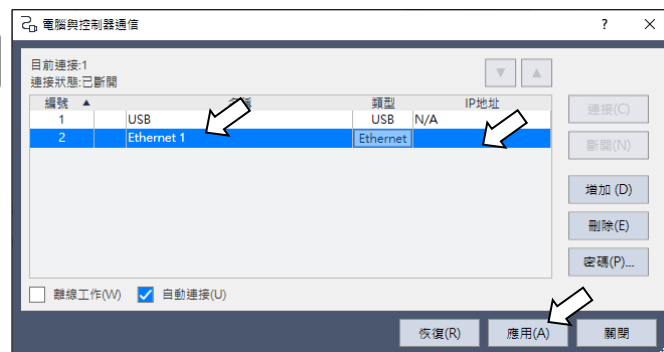 電腦與控制器通信 ? ×
目前連接:1
連接狀態:已斷開
編號 名稱 類型 IP地址
1 USB USB N/A
2 Ethernet 1 Ethernet
連接(C)
斷開(N)
增加 (D)
刪除(E)
密碼(P)...
離線工作(W) 自動連接(U)
恢復(R) 應用(A) 關閉